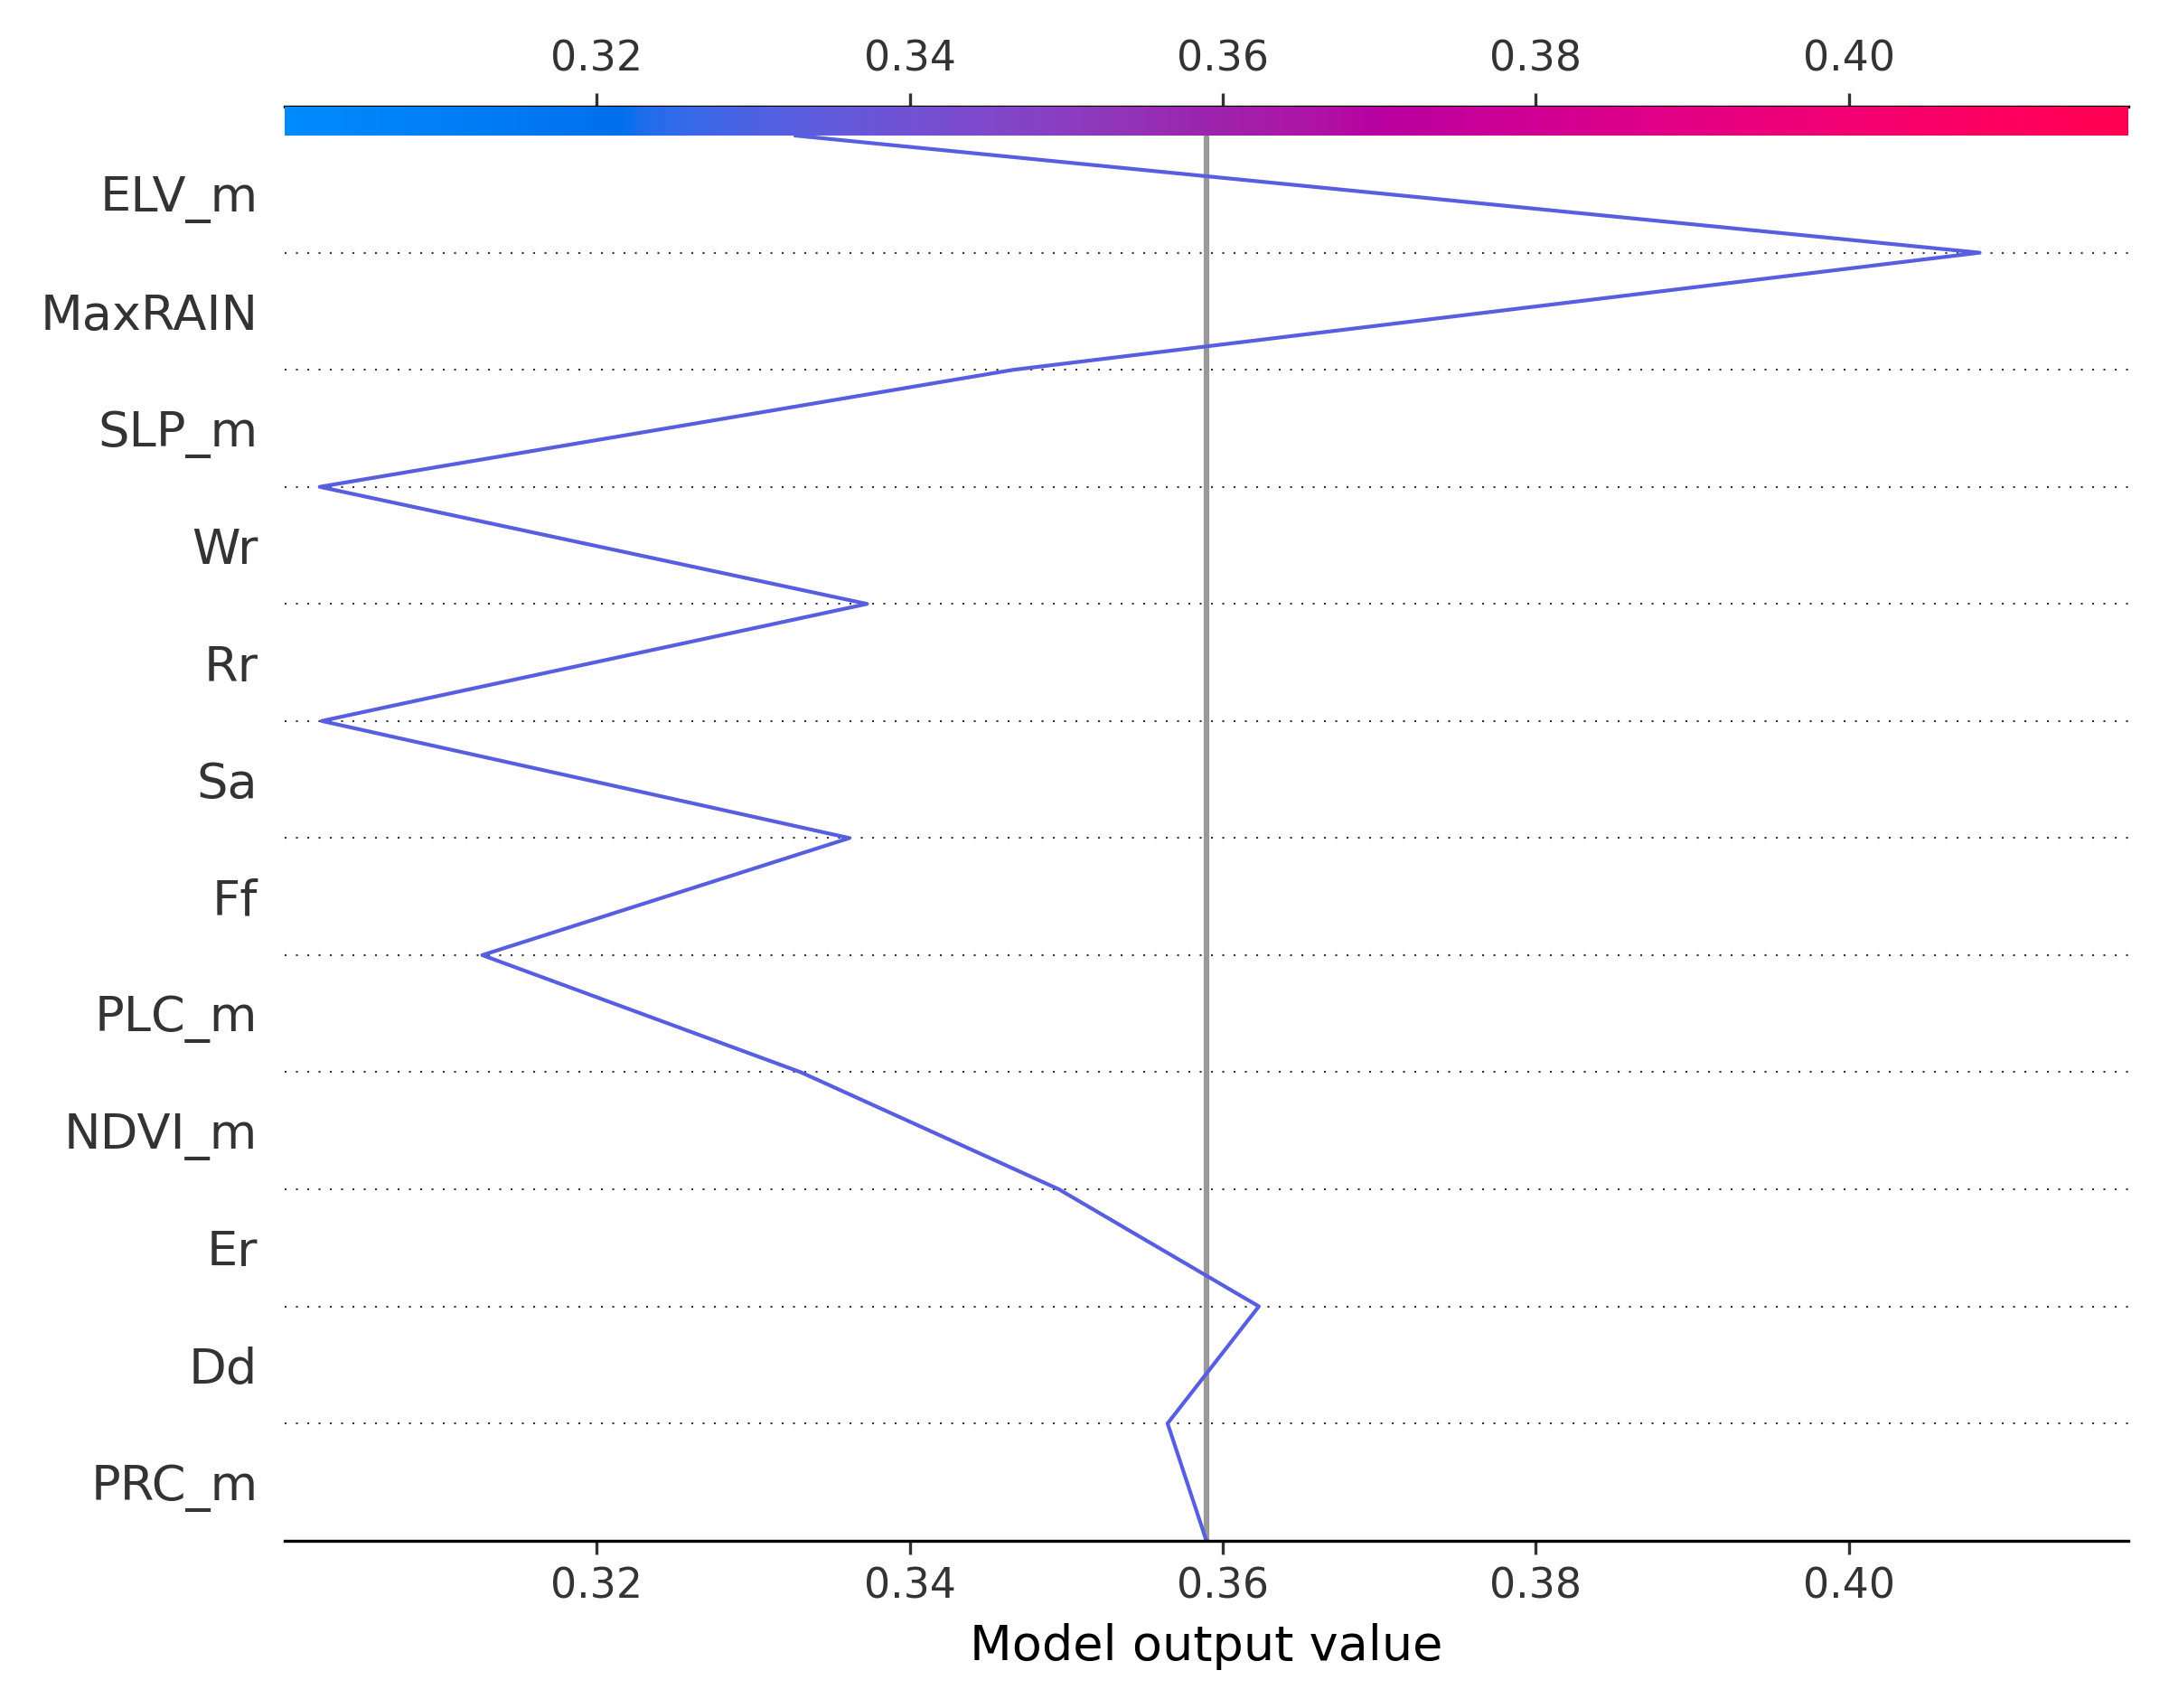 0.32 0.34 0.36 0.38 0.40
ELV_m
MaxRAIN
SLP_m
Wr
Rr
Sa
Ff
PLC_m
NDVI_m
Er
Dd
PRC_m
0.32 0.34 0.36 0.38 0.40
Model output value